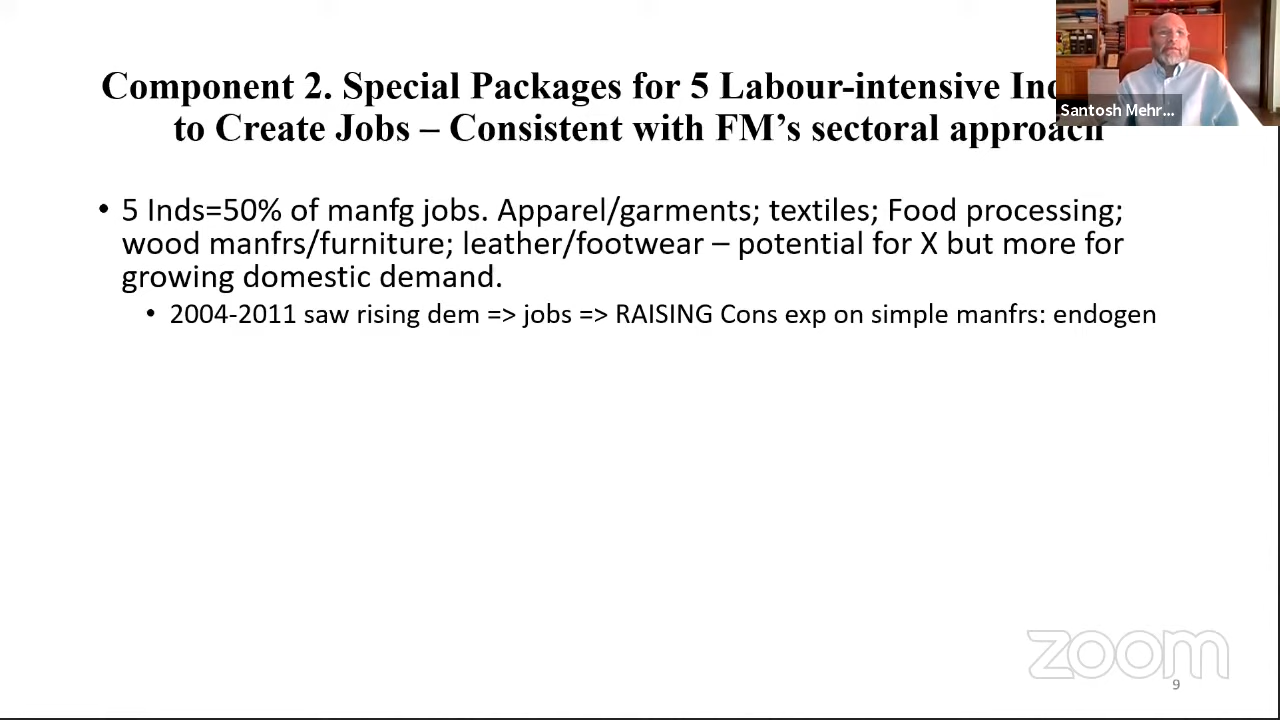 Component 2. Special Packages for 5 Labour-intensive
to Create Jobs – Consistent with FM’s sectoral approach
Santosh Mehr...
• 5 Inds=50% of manfg jobs. Apparel/garments; textiles; Food processing;
wood manfrs/furniture; leather/footwear – potential for X but more for
growing domestic demand.
• 2004-2011 saw rising dem => jobs => RAISING Cons exp on simple manfrs: endogen
zoom
9